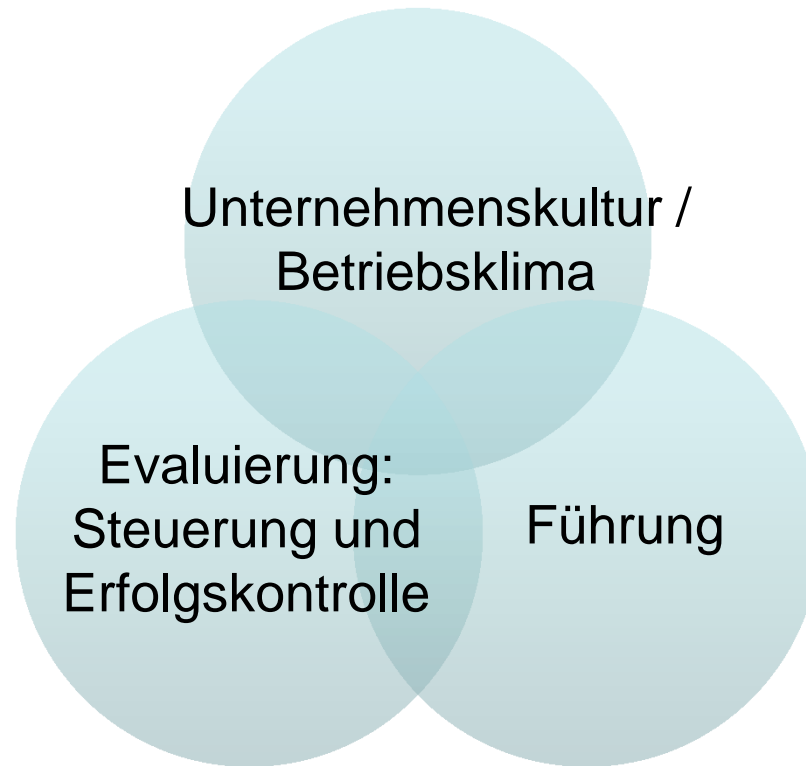 Unternehmenskultur /
Betriebsklima
Evaluierung:
Steuerung und
Erfolgskontrolle
Führung